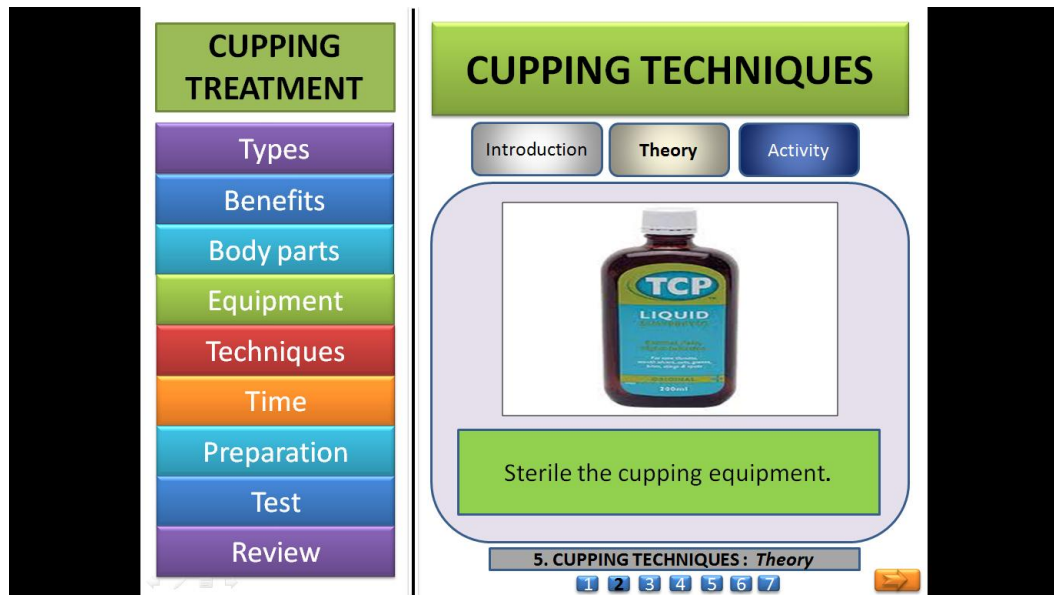 CUPPING
TREATMENT
Types
Benefits
Body parts
Equipment
Techniques
Time
Preparation
Test
Review
CUPPING TECHNIQUES
Introduction
Theory
Activity
TCP
LIQUID
ORIGINAL
200ml
Sterile the cupping equipment.
5. CUPPING TECHNIQUES : Theory
1 2 3 4 5 6 7